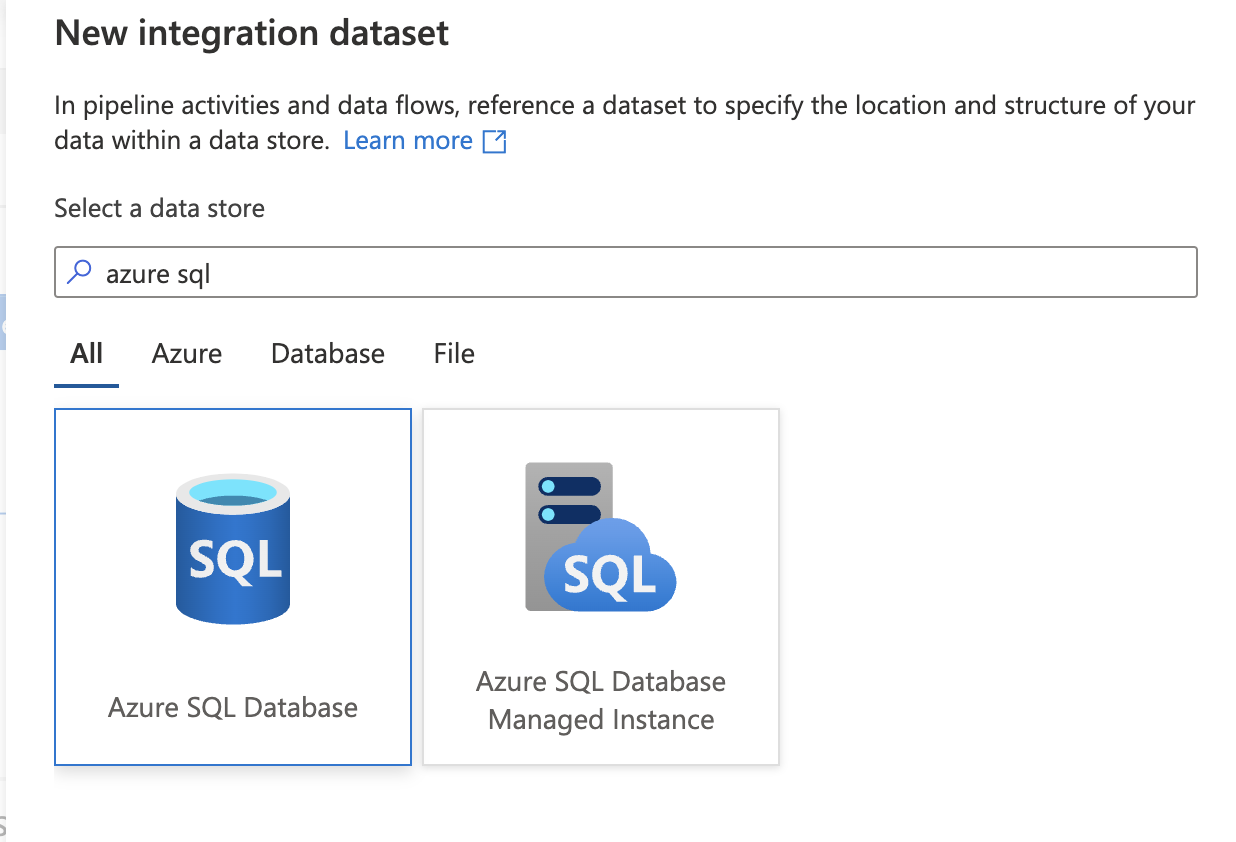 New integration dataset
In pipeline activities and data flows, reference a dataset to specify the location and structure of your
data within a data store. Learn more
Select a data store
azure sql
All Azure Database File
SQL SQL
Azure SQL Database
Azure SQL Database
Managed Instance